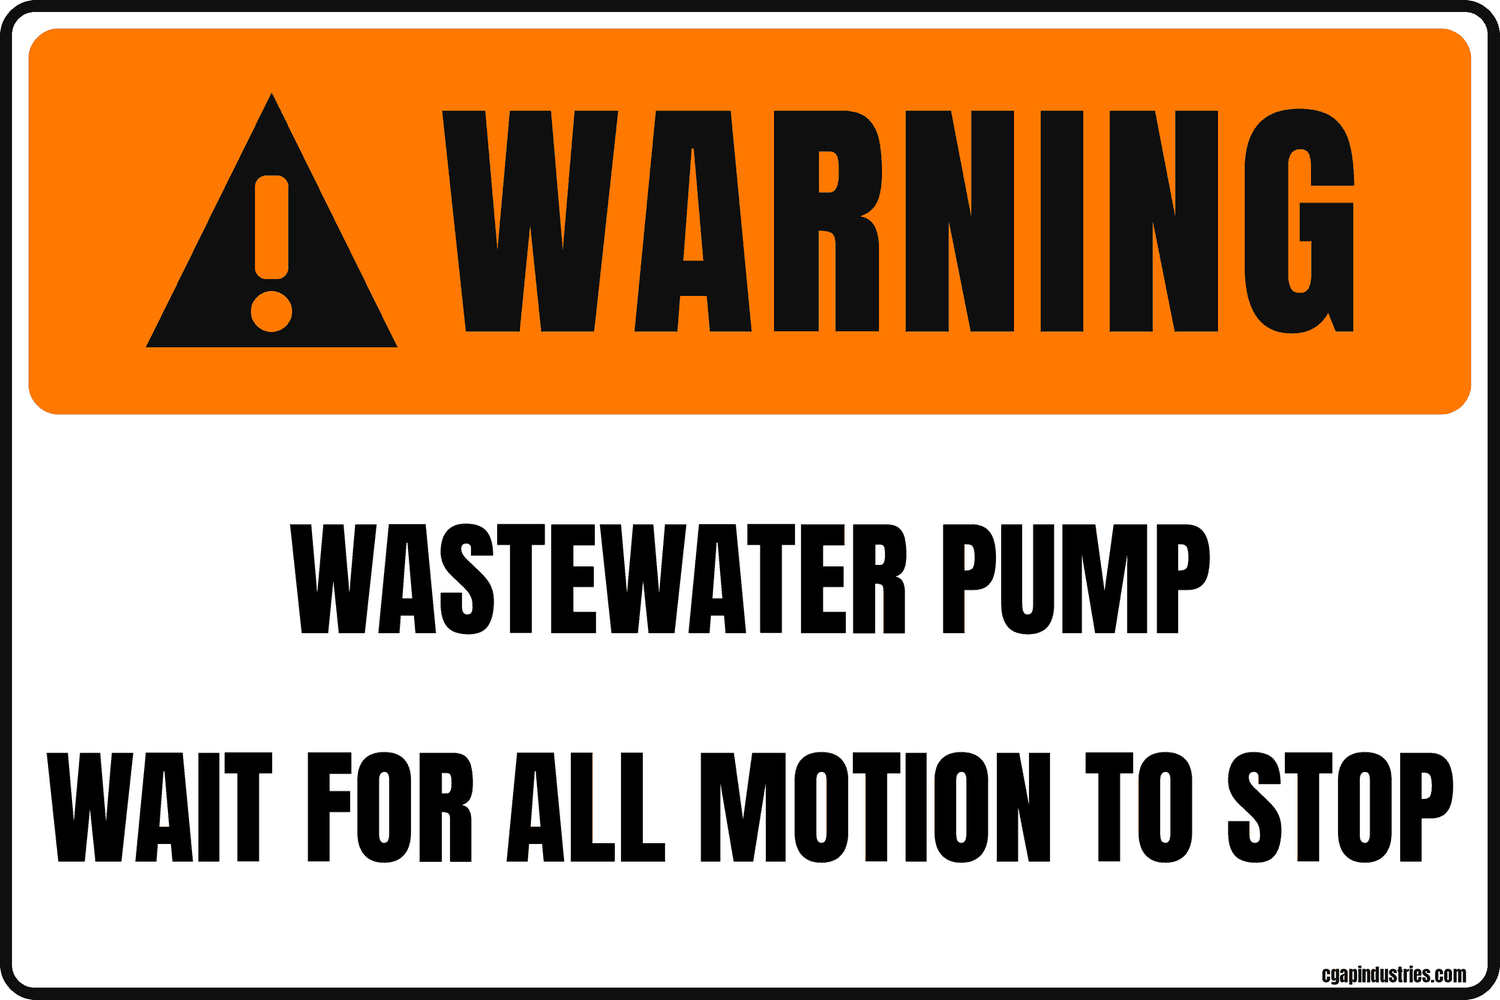 WARNING
WASTEWATER PUMP
WAIT FOR ALL MOTION TO STOP
cgapindustries.com